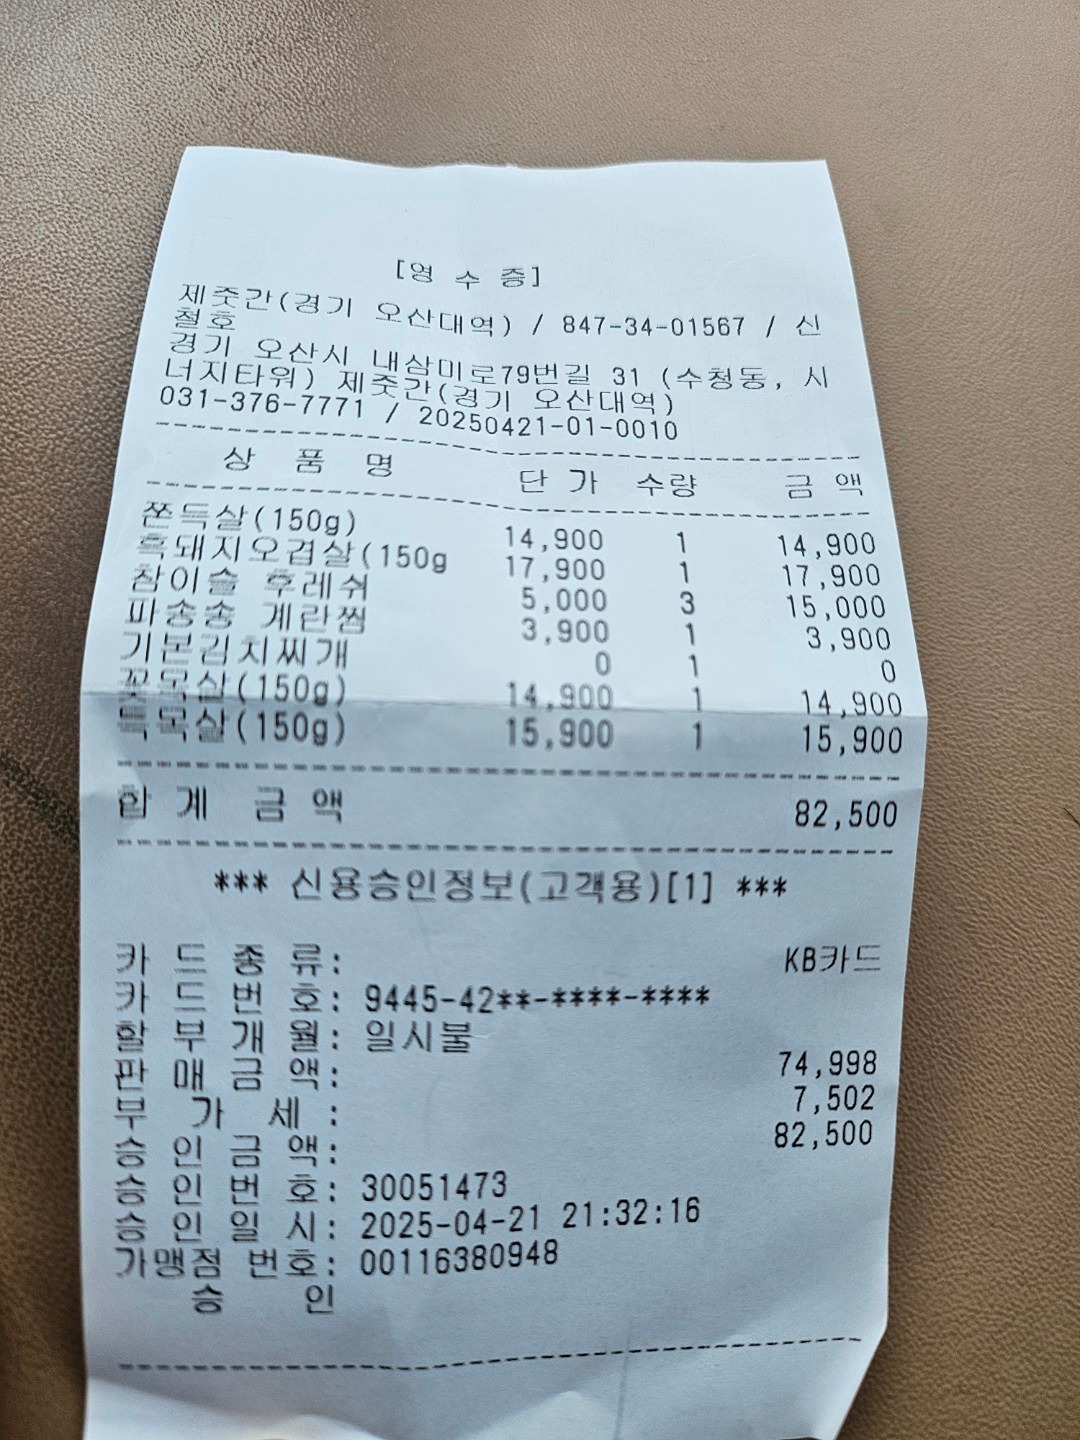 [영 수 증]
제줏간(경기 오산대역) / 847-34-01567 / 신
철호
경기 오산시 내삼미로79번길 31 (수청동, 시
너지타워) 제줏간(경기 오산대역)
031-376-7771 / 20250421-01-0010
상 품 명 단 가 수량 금 액
쫀득살(150g) 14,900 1 14,900
흑돼지오겹살(150g 17,900 1 17,900
참이슬 후레쉬 5,000 3 15,000
파송송 계란찜 3,900 1 3,900
기본김치찌개 0 1 0
꽃목살(150g) 14,900 1 14,900
특목살(150g) 15,900 1 15,900
합 계 금 액 82,500
*** 신용승인정보(고객용)[1] ***
카 드 종 류: KB카드
카 드 번 호: 9445-42**-****-****
할 부 개 월: 일시불
판 매 금 액: 74,998
부 가 세 : 7,502
승 인 금 액: 82,500
승 인 번 호: 30051473
승 인 일 시: 2025-04-21 21:32:16
가맹점 번호: 00116380948
승 인